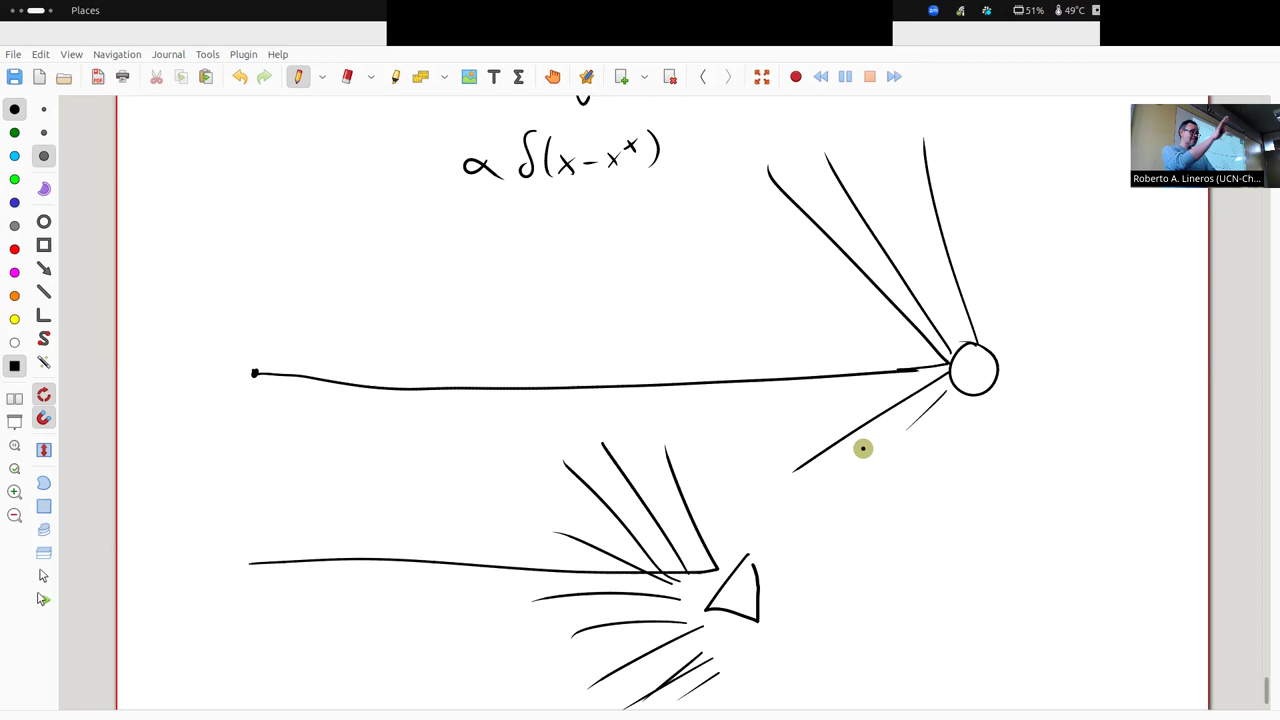 Places
51%
49°C
File Edit View Navigation Journal Tools Plugin Help
∝ δ(x-x*)
Roberto A. Lineros (UCN-Ch...